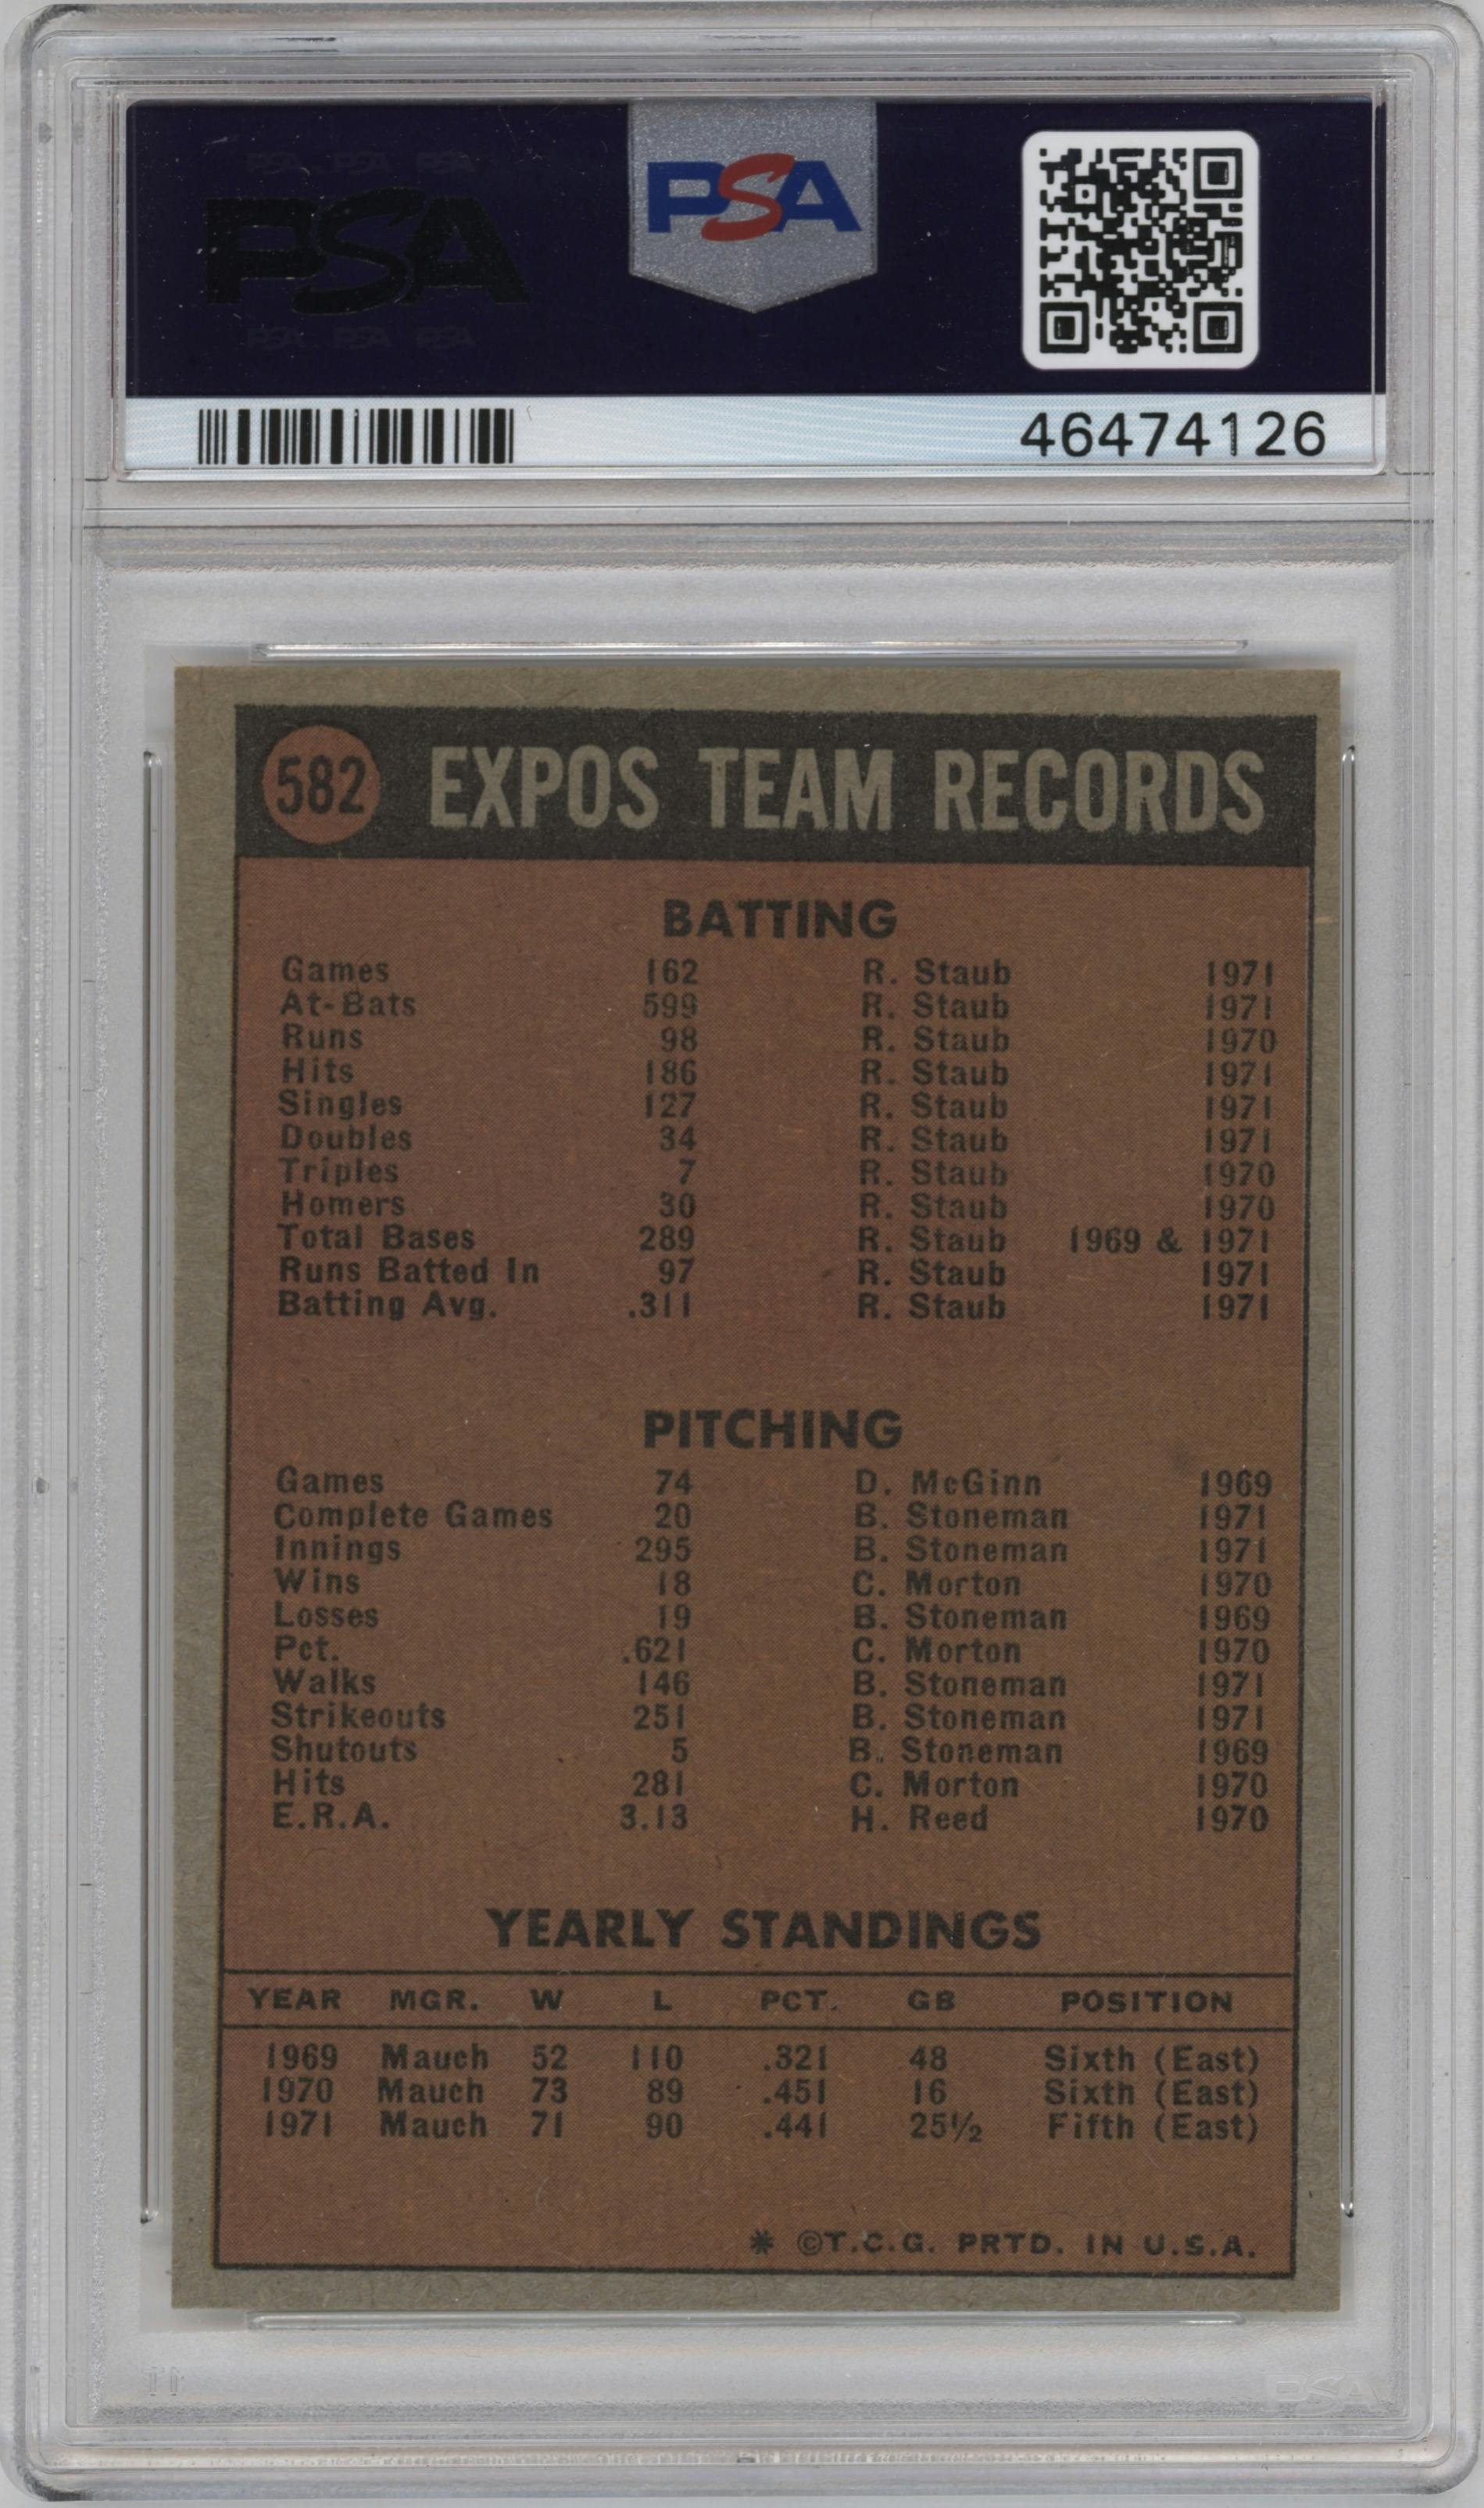 PSA PSA PSA
PSA
PSA PSA PSA
PSA
46474126
582 EXPOS TEAM RECORDS
BATTING
Games 162 R. Staub 1971
At-Bats 599 R. Staub 1971
Runs 98 R. Staub 1970
Hits 186 R. Staub 1971
Singles 127 R. Staub 1971
Doubles 34 R. Staub 1971
Triples 7 R. Staub 1970
Homers 30 R. Staub 1970
Total Bases 289 R. Staub 1969 & 1971
Runs Batted In 97 R. Staub 1971
Batting Avg. .311 R. Staub 1971
PITCHING
Games 74 D. McGinn 1969
Complete Games 20 B. Stoneman 1971
Innings 295 B. Stoneman 1971
Wins 18 C. Morton 1970
Losses 19 B. Stoneman 1969
Pct. .621 C. Morton 1970
Walks 146 B. Stoneman 1971
Strikeouts 251 B. Stoneman 1971
Shutouts 5 B. Stoneman 1969
Hits 281 C. Morton 1970
E.R.A. 3.13 H. Reed 1970
YEARLY STANDINGS
YEAR MGR. W L PCT. GB POSITION
1969 Mauch 52 110 .321 48 Sixth (East)
1970 Mauch 73 89 .451 16 Sixth (East)
1971 Mauch 71 90 .441 25½ Fifth (East)
* ©T.C.G. PRTD. IN U.S.A.
PSA